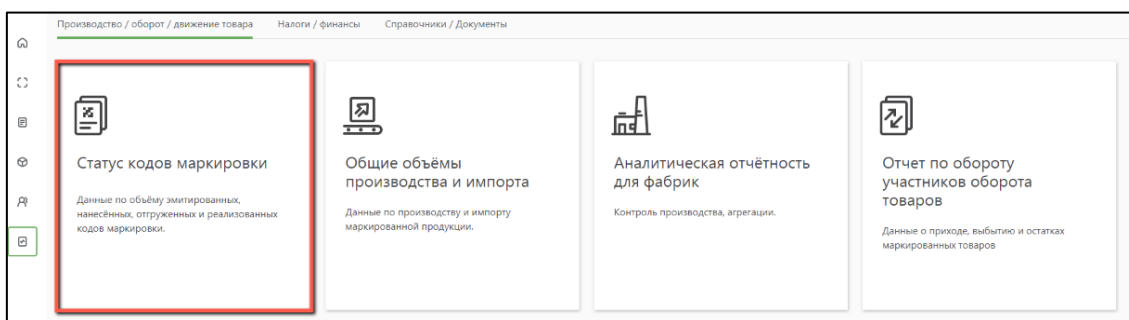 Производство / оборот / движение товара Налоги / финансы Справочники / Документы
Статус кодов маркировки
Данные по объёму эмитированных,
нанесённых, отгруженных и реализованных
кодов маркировки.
Общие объёмы
производства и импорта
Данные по производству и импорту
маркированной продукции.
Аналитическая отчётность
для фабрик
Контроль производства, агрегации.
Отчет по обороту
участников оборота
товаров
Данные о приходе, выбытию и остатках
маркированных товаров